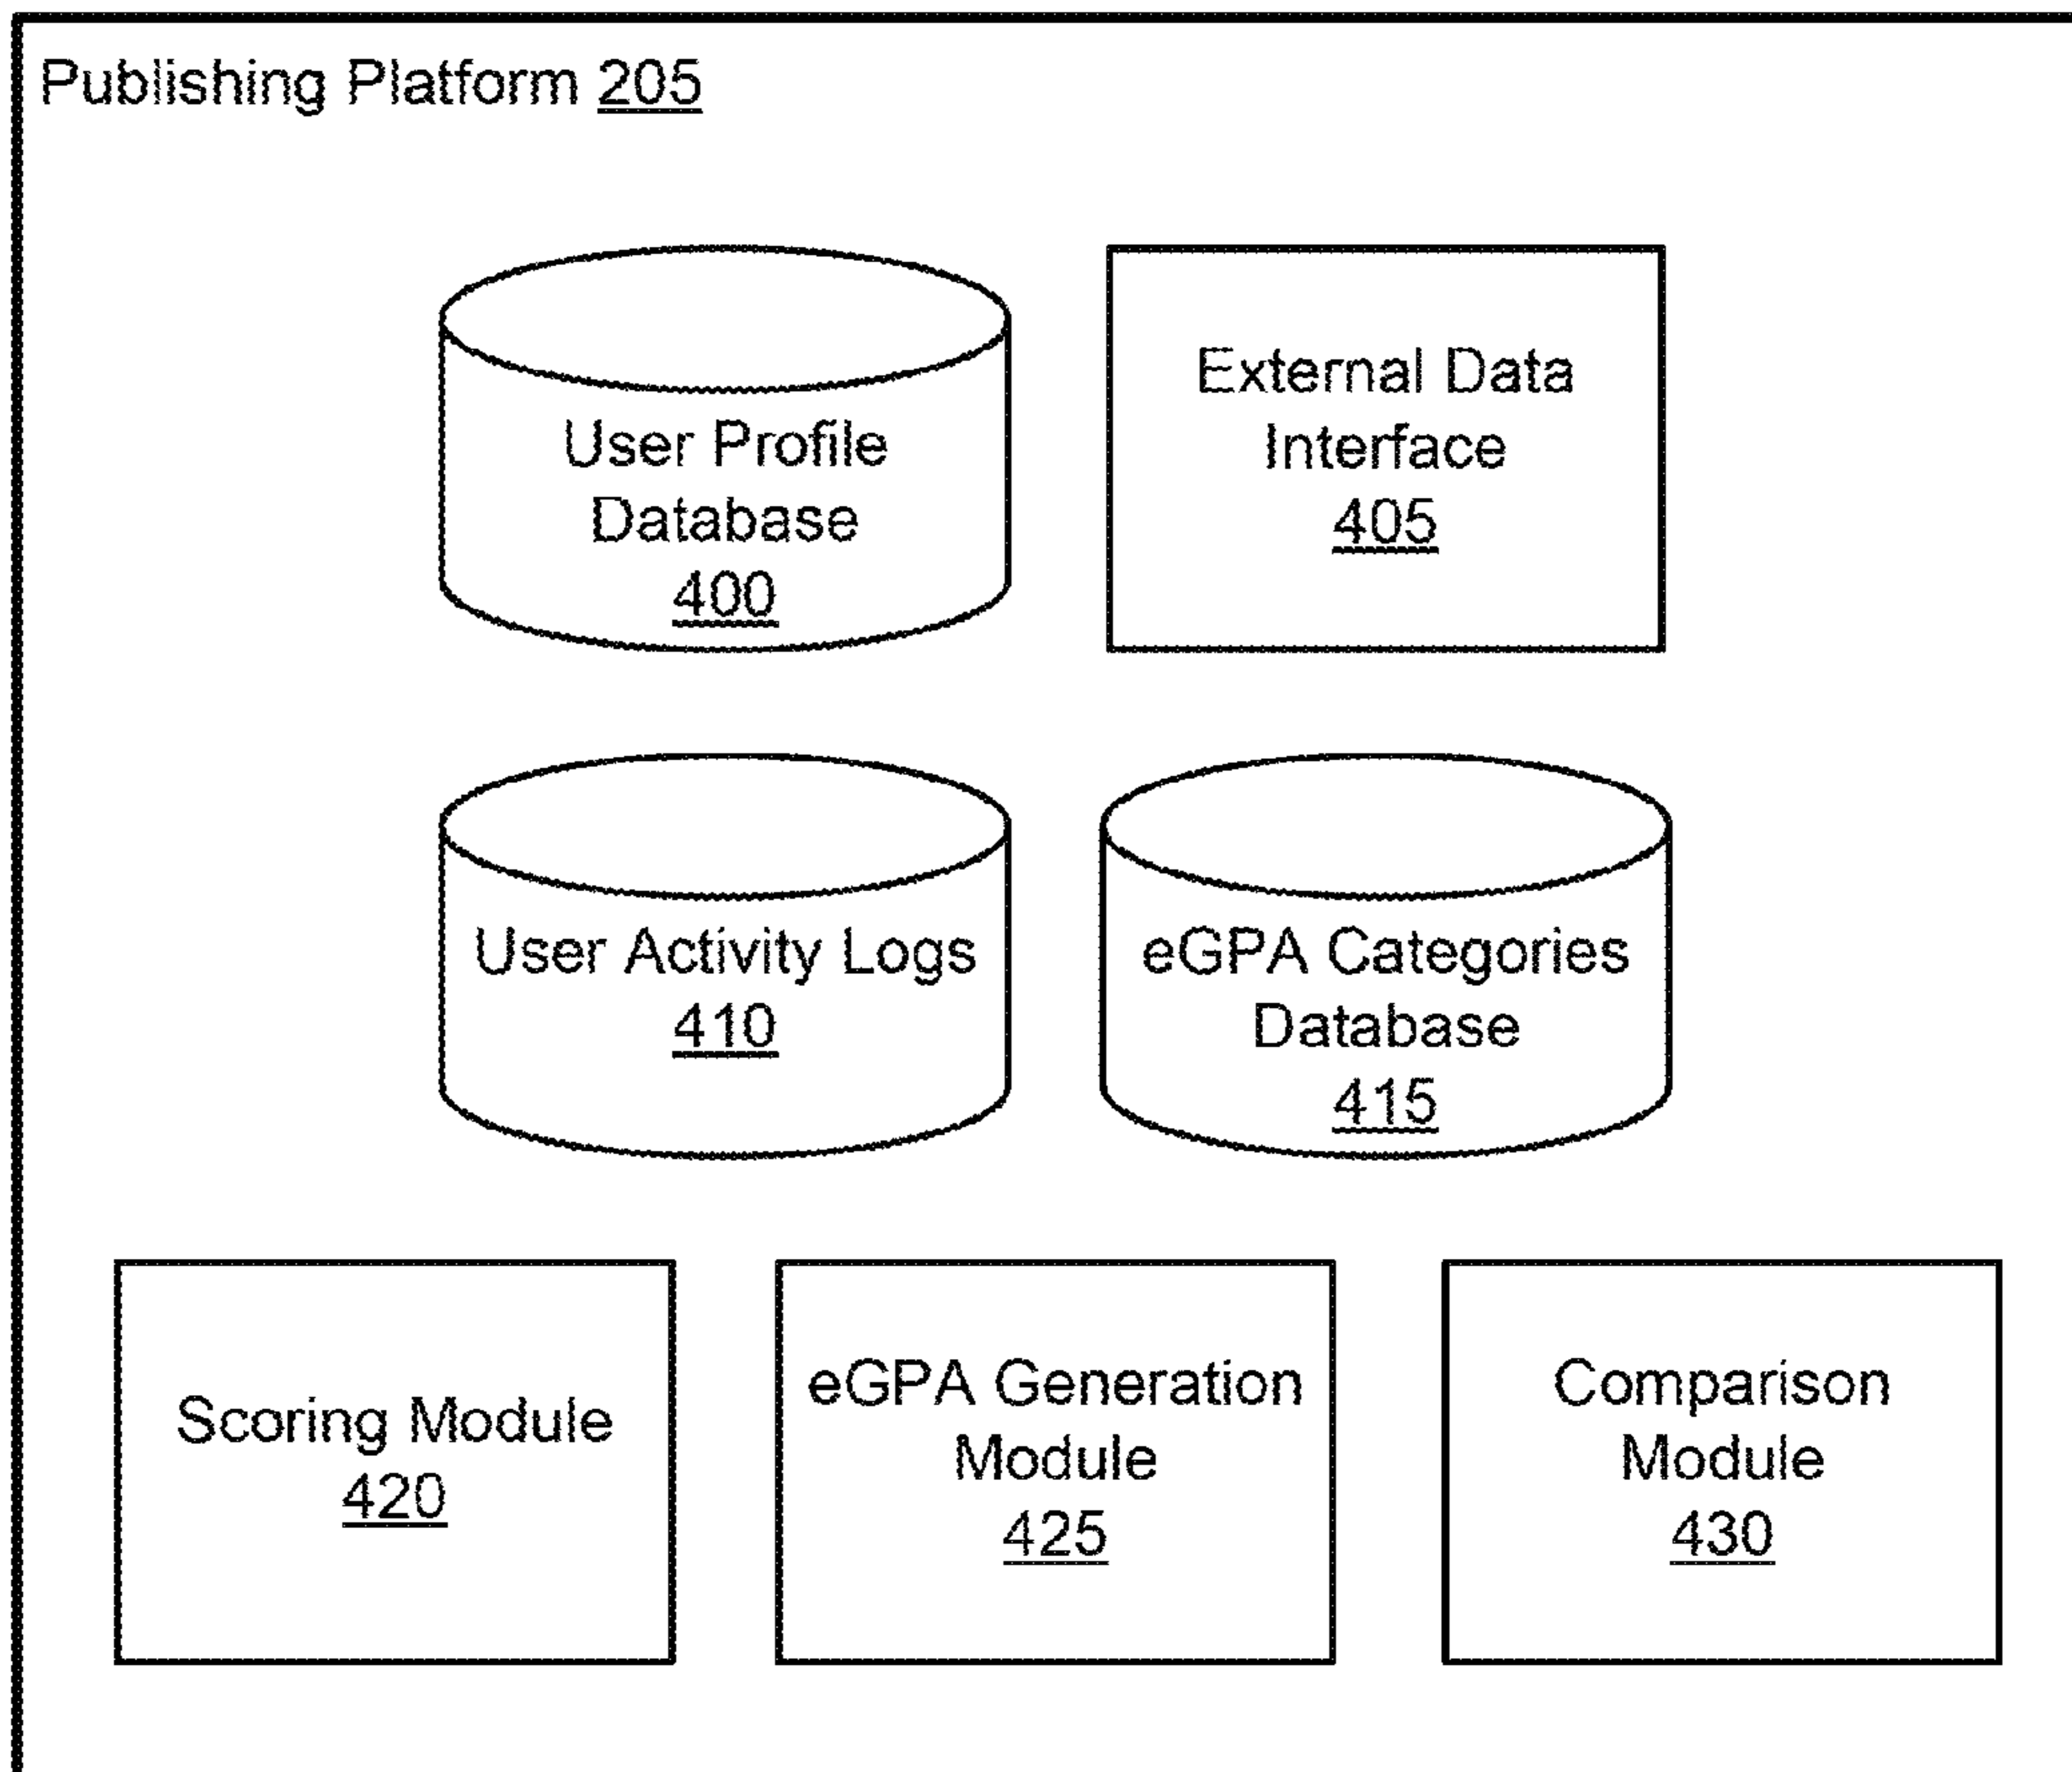 Publishing Platform 205
User Profile
Database
400
External Data
Interface
405
User Activity Logs
410
eGPA Categories
Database
415
Scoring Module
420
eGPA Generation
Module
425
Comparison
Module
430